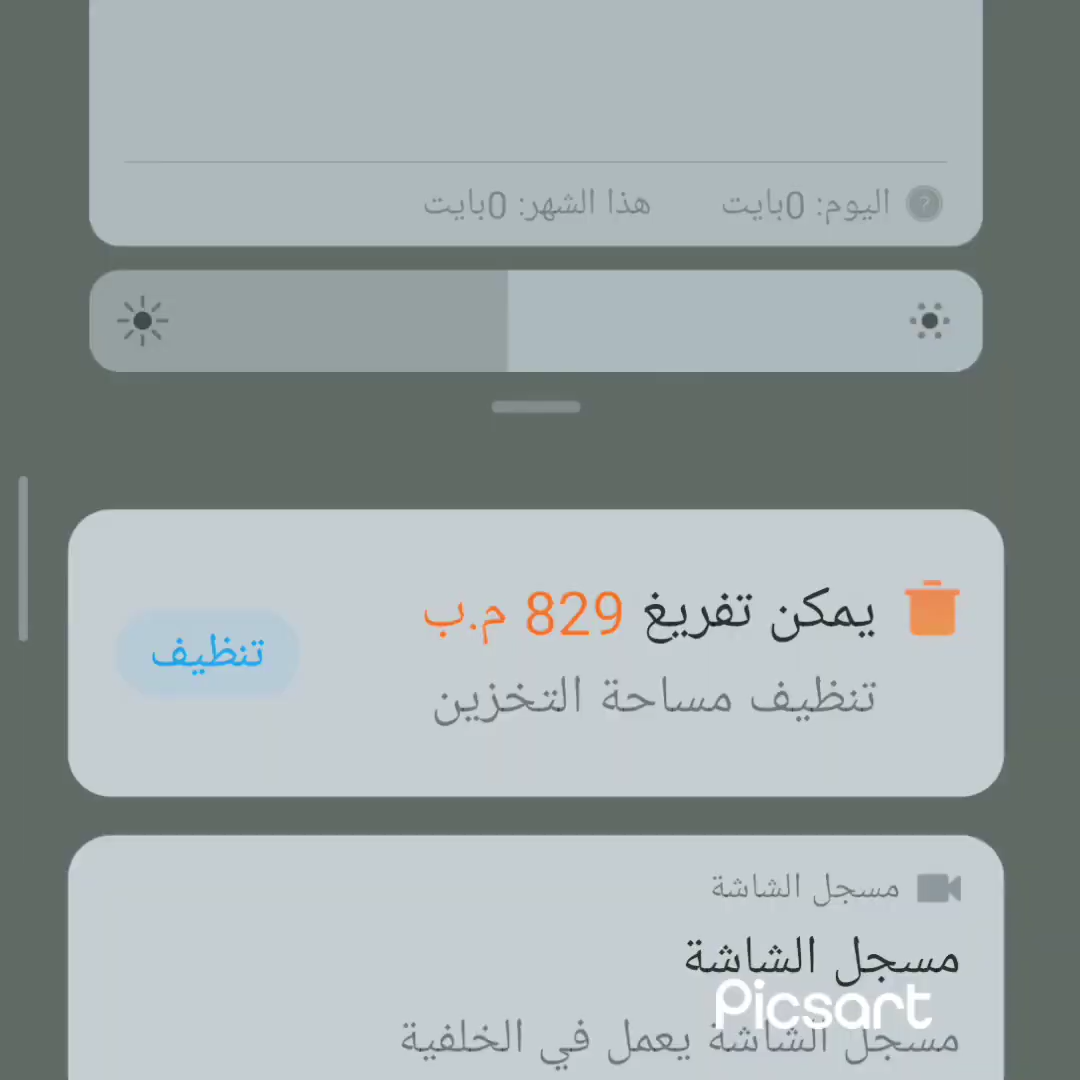 اليوم: 0بايت هذا الشهر: 0بايت
يمكن تفريغ 829 م.ب
تنظيف مساحة التخزين
تنظيف
مسجل الشاشة
مسجل الشاشة
مسجل الشاشة يعمل في الخلفية
Picsart